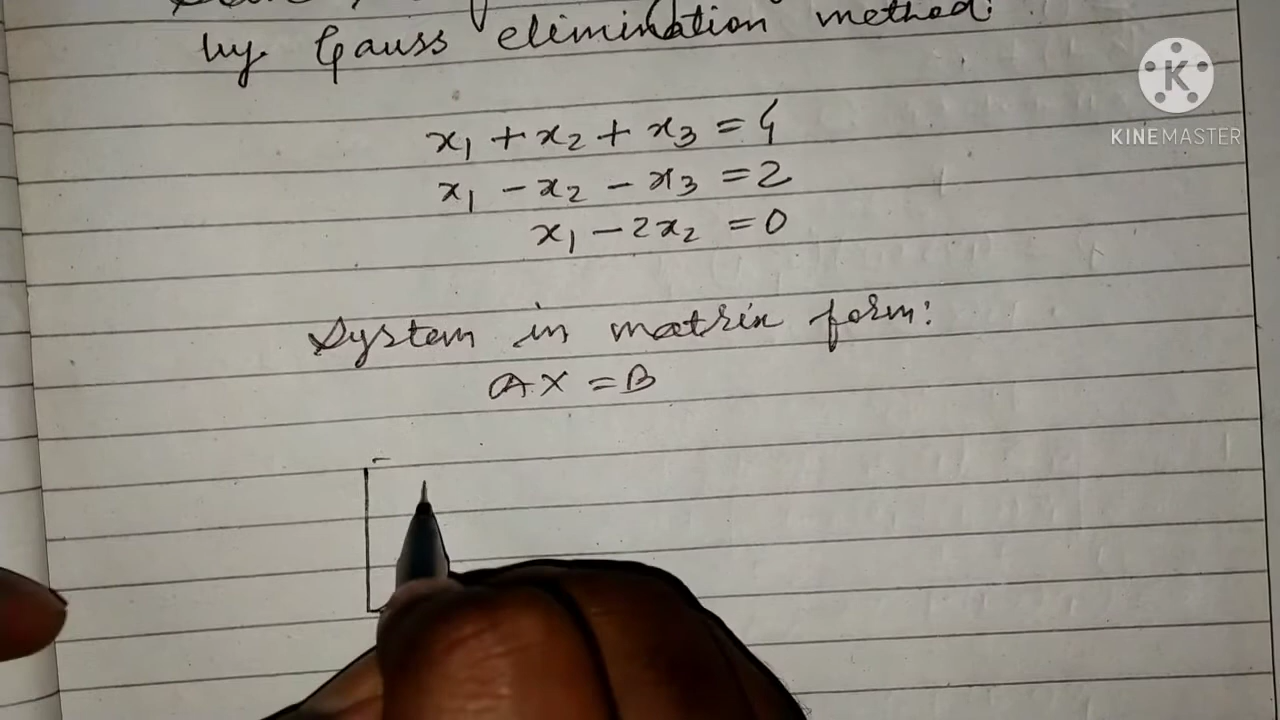 by Gauss elimination method:
K
KINEMASTER
x₁ + x₂ + x₃ = 4
x₁ - x₂ - x₃ = 2
x₁ - 2x₂ = 0
System in matrix form:
AX = B